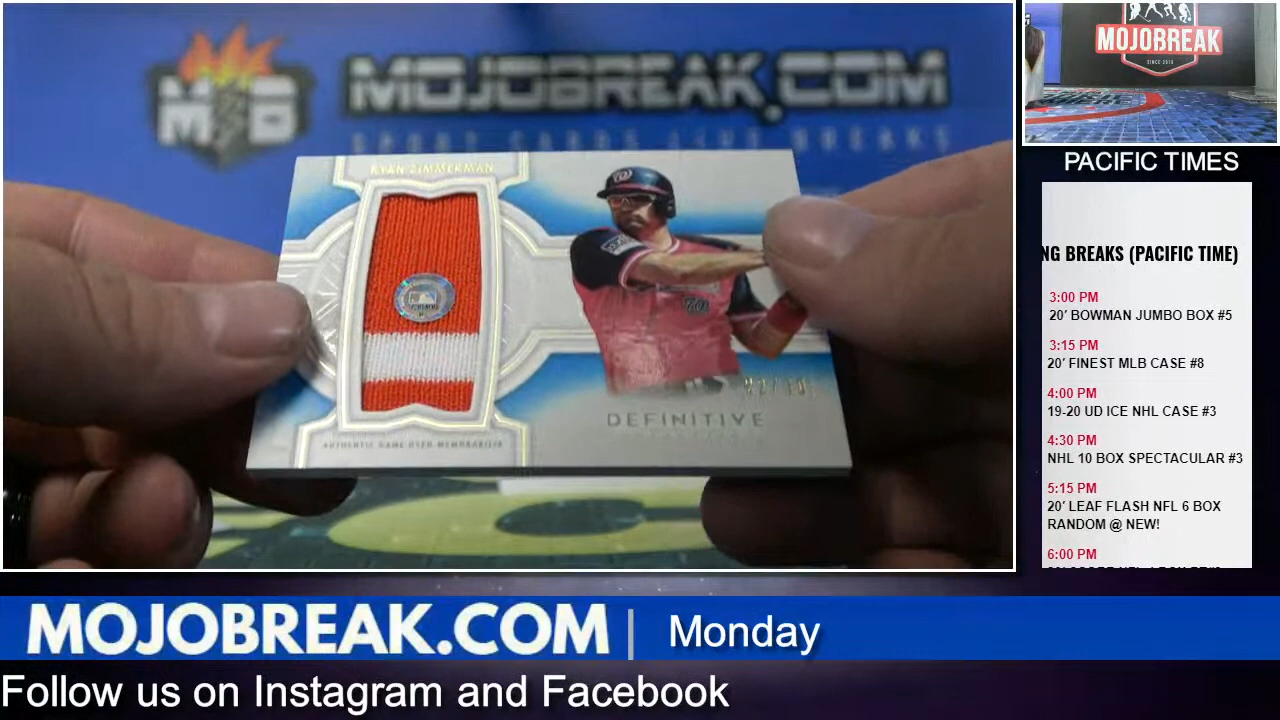 MB
MOJOBREAK.COM
SPORT CARDS LIVE BREAKS
RYAN ZIMMERMAN
W
DEFINITIVE
AUTHENTIC GAME-USED MEMORABILIA
MOJOBREAK
SINCE 2010
PACIFIC TIMES
NG BREAKS (PACIFIC TIME)
3:00 PM
20' BOWMAN JUMBO BOX #5
3:15 PM
20' FINEST MLB CASE #8
4:00 PM
19-20 UD ICE NHL CASE #3
4:30 PM
NHL 10 BOX SPECTACULAR #3
5:15 PM
20' LEAF FLASH NFL 6 BOX
RANDOM @ NEW!
6:00 PM
MOJOBREAK.COM | Monday
Follow us on Instagram and Facebook